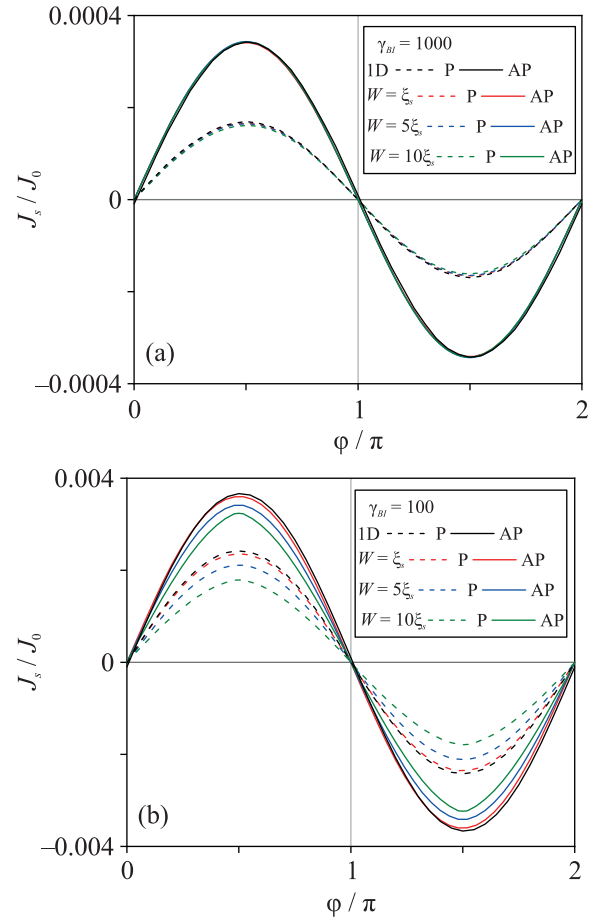 0.0004
γBI = 1000
1D P AP
W = ξs P AP
W = 5ξs P AP
W = 10ξs P AP
Js / J0
0
(a)
−0.0004
0 1 2
φ / π
0.004
γBI = 100
1D P AP
W = ξs P AP
W = 5ξs P AP
W = 10ξs P AP
Js / J0
0
(b)
-0.004
0 1 2
φ / π